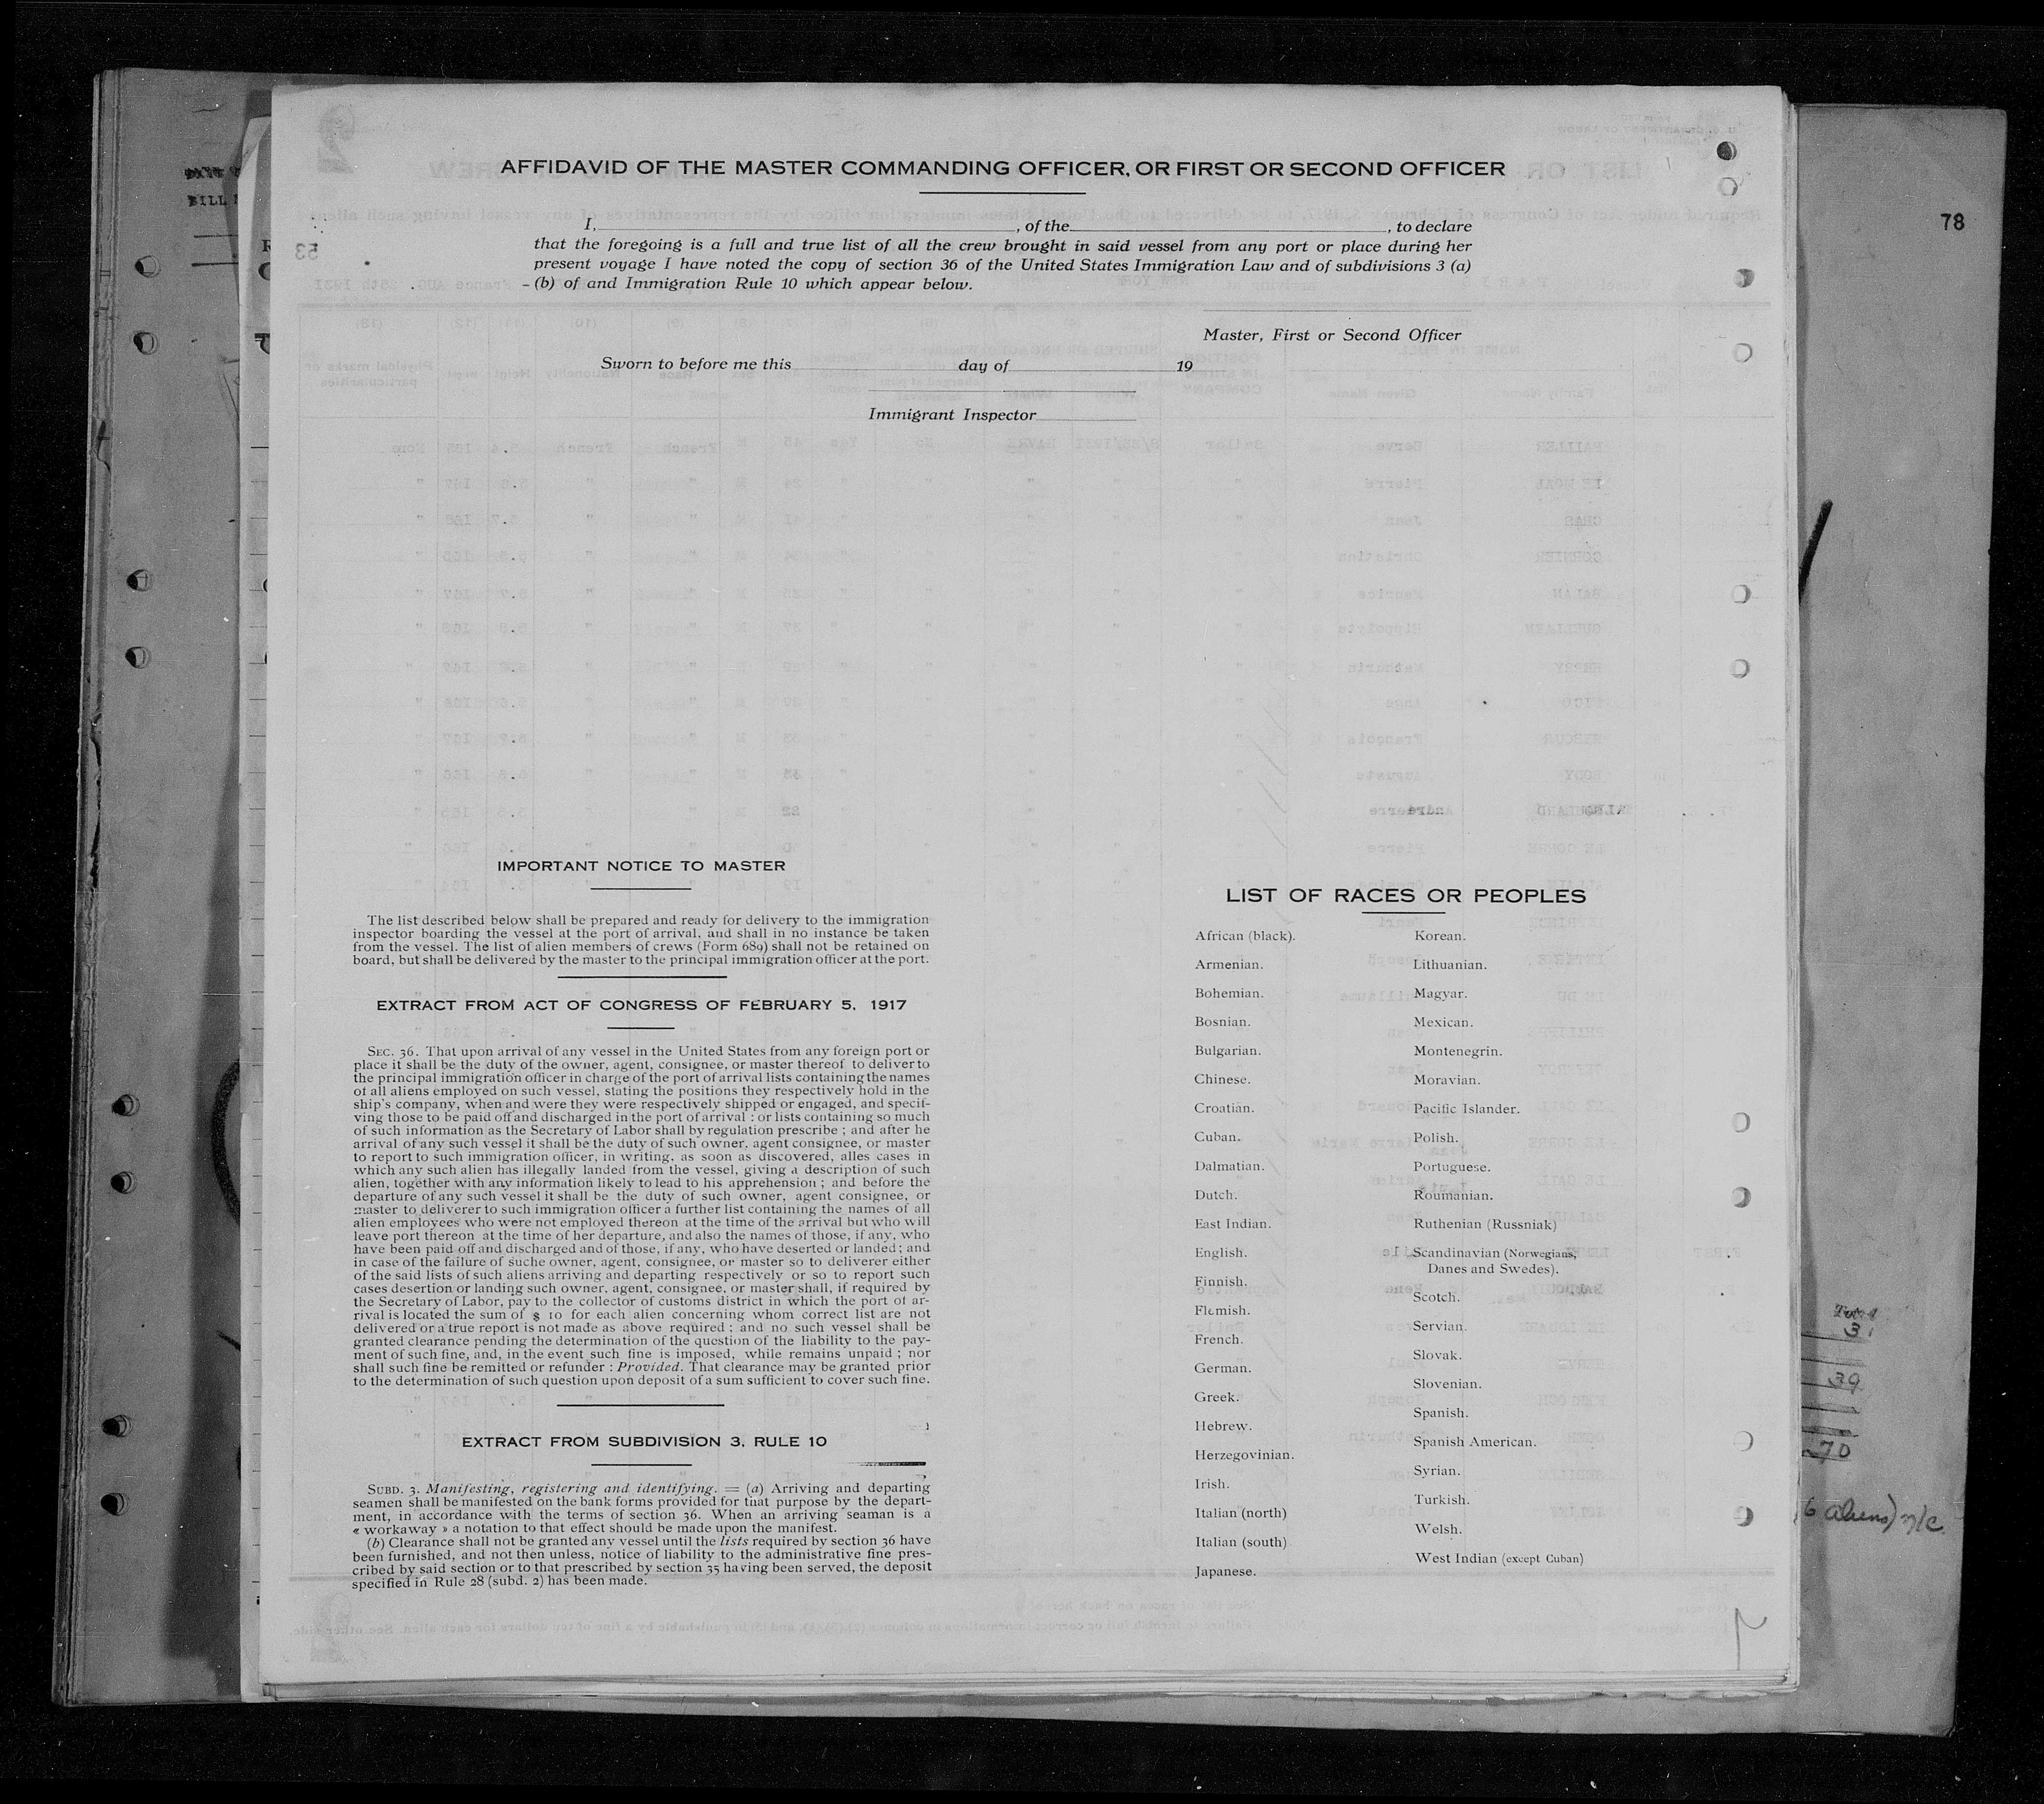 AFFIDAVID OF THE MASTER COMMANDING OFFICER, OR FIRST OR SECOND OFFICER
78
I, , of the , to declare
that the foregoing is a full and true list of all the crew brought in said vessel from any port or place during her
present voyage I have noted the copy of section 36 of the United States Immigration Law and of subdivisions 3 (a)
- (b) of and Immigration Rule 10 which appear below.
Master, First or Second Officer
Sworn to before me this day of 19
Immigrant Inspector
IMPORTANT NOTICE TO MASTER
The list described below shall be prepared and ready for delivery to the immigration
inspector boarding the vessel at the port of arrival, and shall in no instance be taken
from the vessel. The list of alien members of crews (Form 689) shall not be retained on
board, but shall be delivered by the master to the principal immigration officer at the port.
EXTRACT FROM ACT OF CONGRESS OF FEBRUARY 5, 1917
SEC. 36. That upon arrival of any vessel in the United States from any foreign port or
place it shall be the duty of the owner, agent, consignee, or master thereof to deliver to
the principal immigration officer in charge of the port of arrival lists containing the names
of all aliens employed on such vessel, stating the positions they respectively hold in the
ship's company, when and were they were respectively shipped or engaged, and specif-
ving those to be paid off and discharged in the port of arrival : or lists containing so much
of such information as the Secretary of Labor shall by regulation prescribe ; and after he
arrival of any such vessel it shall be the duty of such owner, agent consignee, or master
to report to such immigration officer, in writing, as soon as discovered, alles cases in
which any such alien has illegally landed from the vessel, giving a description of such
alien, together with any information likely to lead to his apprehension ; and before the
departure of any such vessel it shall be the duty of such owner, agent consignee, or
master to deliverer to such immigration officer a further list containing the names of all
alien employees who were not employed thereon at the time of the arrival but who will
leave port thereon at the time of her departure, and also the names of those, if any, who
have been paid off and discharged and of those, if any, who have deserted or landed ; and
in case of the failure of suche owner, agent, consignee, or master so to deliverer either
of the said lists of such aliens arriving and departing respectively or so to report such
cases desertion or landing such owner, agent, consignee, or master shall, if required by
the Secretary of Labor, pay to the collector of customs district in which the port of ar-
rival is located the sum of $ 10 for each alien concerning whom correct list are not
delivered or a true report is not made as above required ; and no such vessel shall be
granted clearance pending the determination of the question of the liability to the pay-
ment of such fine, and, in the event such fine is imposed, while remains unpaid ; nor
shall such fine be remitted or refunder : Provided. That clearance may be granted prior
to the determination of such question upon deposit of a sum sufficient to cover such fine.
EXTRACT FROM SUBDIVISION 3, RULE 10
SUBD. 3. Manifesting, registering and identifying. = (a) Arriving and departing
seamen shall be manifested on the bank forms provided for that purpose by the depart-
ment, in accordance with the terms of section 36. When an arriving seaman is a
« workaway » a notation to that effect should be made upon the manifest.
(b) Clearance shall not be granted any vessel until the lists required by section 36 have
been furnished, and not then unless, notice of liability to the administrative fine pres-
cribed by said section or to that prescribed by section 35 having been served, the deposit
specified in Rule 28 (subd. 2) has been made.
LIST OF RACES OR PEOPLES
African (black).
Armenian.
Bohemian.
Bosnian.
Bulgarian.
Chinese.
Croatian.
Cuban.
Dalmatian.
Dutch.
East Indian.
English.
Finnish.
Flemish.
French.
German.
Greek.
Hebrew.
Herzegovinian.
Irish.
Italian (north)
Italian (south)
Japanese.
Korean.
Lithuanian.
Magyar.
Mexican.
Montenegrin.
Moravian.
Pacific Islander.
Polish.
Portuguese.
Roumanian.
Ruthenian (Russniak)
Scandinavian (Norwegians,
Danes and Swedes).
Scotch.
Servian.
Slovak.
Slovenian.
Spanish.
Spanish American.
Syrian.
Turkish.
Welsh.
West Indian (except Cuban)
BILL
Total
31
39
70
6 aliens) n/c